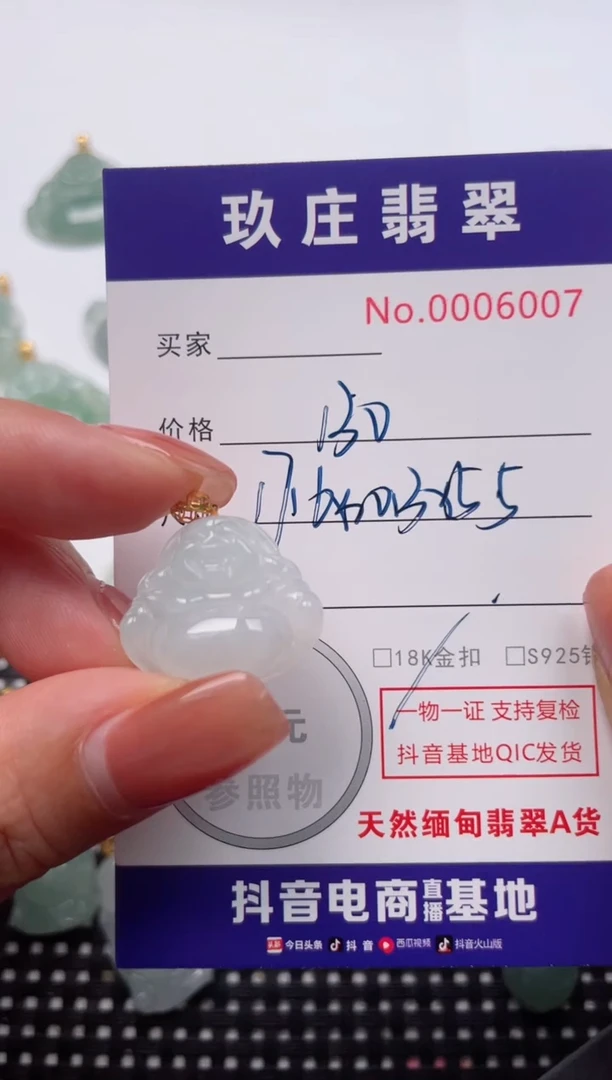 玖庄翡翠
No.0006007
买家
价格 150
□18K金扣 □S925
一物一证 支持复检
抖音基地QIC发货
元
参照物
天然缅甸翡翠A货
抖音电商直播基地
今日头条 抖音 西瓜视频 抖音火山版